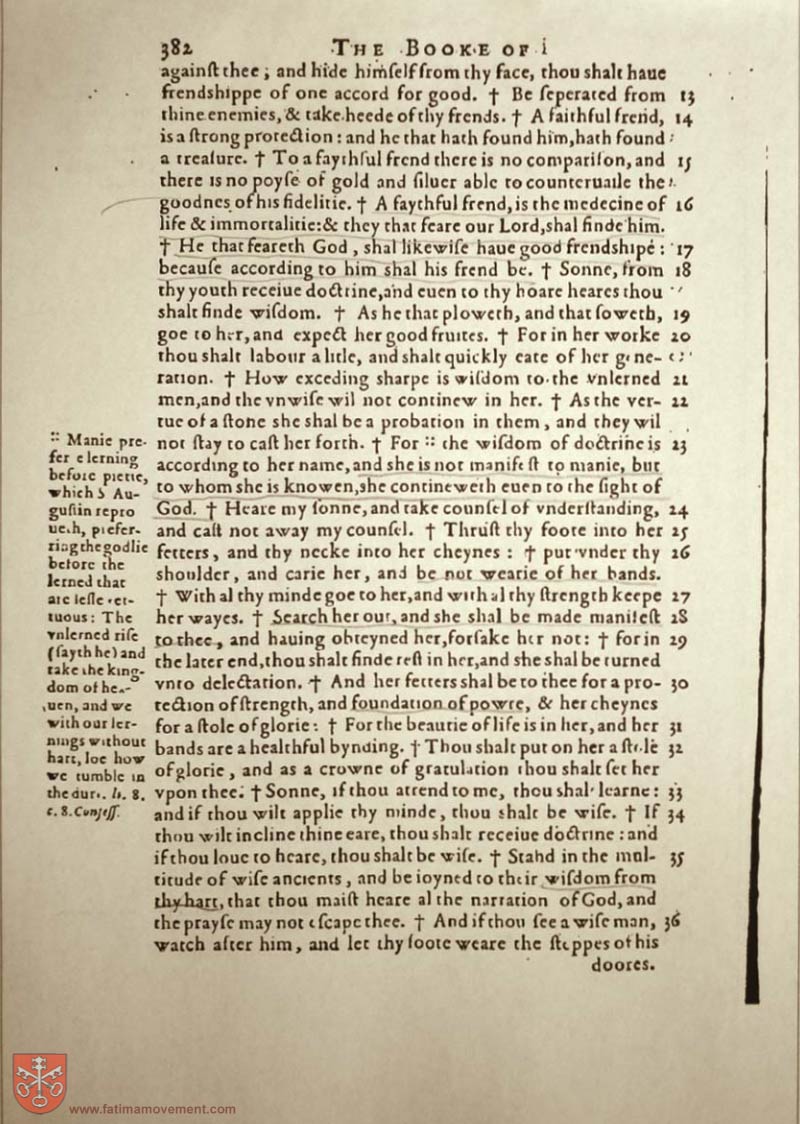 382 THE BOOKE OF
againſt thee; and hide himſelf from thy face, thou shalt haue
frendshippe of one accord for good. † Be ſeperated from 13
thine enemies, & take heede of thy frends. † A faithful frend, 14
is a ſtrong protection: and he that hath found him, hath found
a treaſure. † To a faythful frend there is no compariſon, and 15
there is no poyſe of gold and ſiluer able to counteruaile the
goodnes of his fidelitie. † A faythful frend, is the medecine of 16
life & immortalitie: & they that feare our Lord, shal finde him.
† He that feareth God, shal likewiſe haue good frendshipe: 17
becauſe according to him shal his frend be. † Sonne, from 18
thy youth receiue doctrine, and euen to thy hoare heares thou
shalt finde wiſdom. † As he that ploweth, and that ſoweth, 19
goe to her, and expect her good fruites. † For in her worke 20
thou shalt labour a litle, and shalt quickly eate of her gene-
ration. † How exceding sharpe is wiſdom to the vnlerned 21
men, and the vnwiſe wil not continew in her. † As the ver- 22
tue of a ſtone she shal be a probation in them, and they wil
not ſtay to caſt her forth. † For :: the wiſdom of doctrine is 23
according to her name, and she is not manifeſt to manie, but
to whom she is knowen, she contineweth euen to the ſight of
God. † Heare my ſonne, and take counſel of vnderſtanding, 24
and caſt not away my counſel. † Thruſt thy foote into her 25
fetters, and thy necke into her cheynes: † put vnder thy 26
shoulder, and carie her, and be not wearie of her bands.
† With al thy minde goe to her, and with al thy ſtrength keepe 27
her wayes. † Search her out, and she shal be made manifeſt 28
to thee, and hauing obteyned her, forſake her not: † for in 29
the later end, thou shalt finde reſt in her, and she shal be turned
vnto delectation. † And her fetters shal be to thee for a pro- 30
tection of ſtrength, and foundation of powre, & her cheynes
for a ſtole of glorie: † For the beautie of life is in her, and her 31
bands are a healthful bynding. † Thou shalt put on her a ſtole 32
of glorie, and as a crowne of gratulation thou shalt ſet her
vpon thee. † Sonne, if thou attend to me, thou shal learne: 33
and if thou wilt applie thy minde, thou shalt be wiſe. † If 34
thou wilt incline thine eare, thou shalt receiue doctrine: and
if thou loue to heare, thou shalt be wiſe. † Stand in the mul- 35
titude of wiſe ancients, and be ioyned to their wiſdom from
thy hart, that thou maiſt heare al the narration of God, and
the prayſe may not eſcape thee. † And if thou ſee a wiſe man, 36
watch after him, and let thy foote weare the ſteppes of his
doores.
:: Manie pre-
fer lerning
before pietie,
which S Au-
guſtin repro
ueth, prefer-
ring the godlie
before the
lerned that
are leſſe ver-
tuous: The
vnlerned riſe
(ſayth he) and
take the king-
dom of hea-
uen, and we
with our ler-
nings without
hart, loe how
we tumble in
the durt. li. 8.
c. 8. Confeſſ.
www.fatimamovement.com